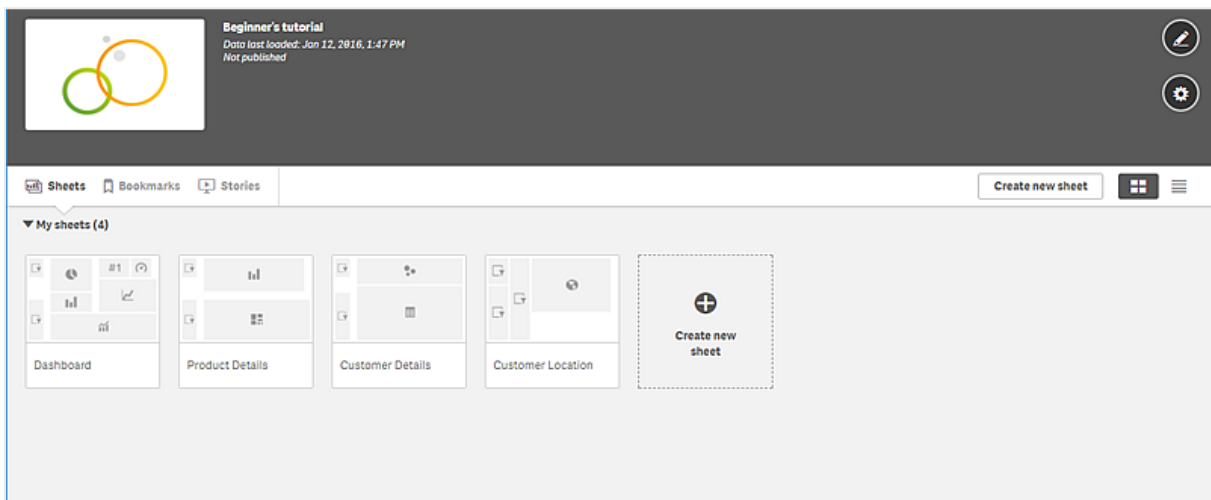 Beginner's tutorial
Data last loaded: Jan 12, 2016, 1:47 PM
Not published
Sheets Bookmarks Stories Create new sheet
My sheets (4)
#1
Create new
sheet
Dashboard Product Details Customer Details Customer Location